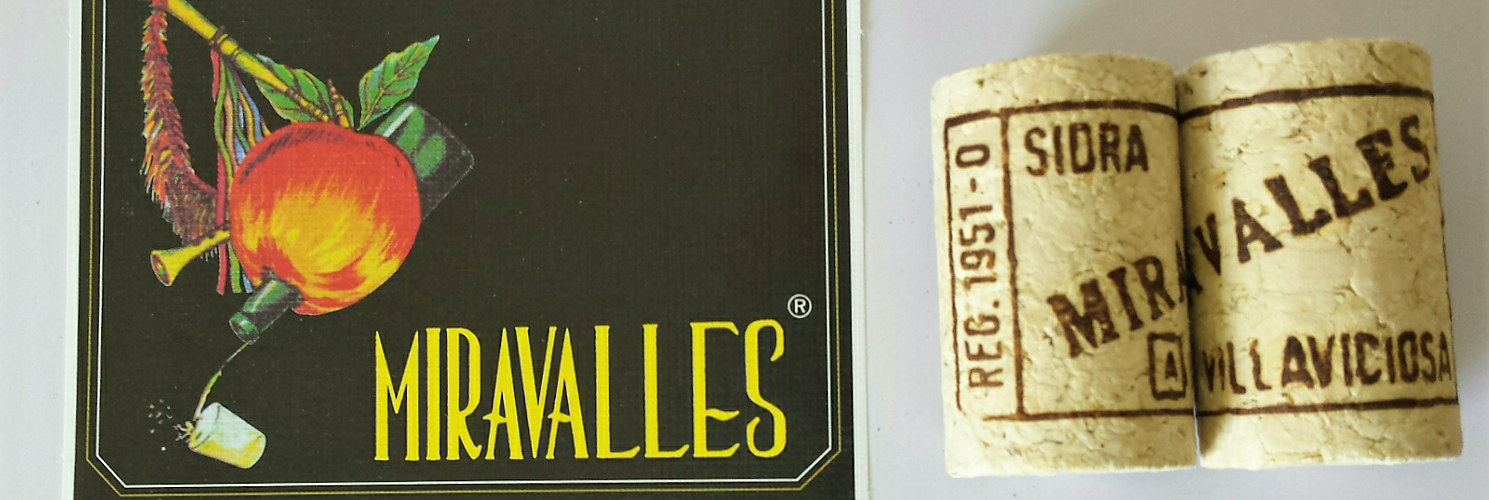 MIRAVALLES®
REG. 1951-O
SIDRA
MIRAVALLES
A VILLAVICIOSA